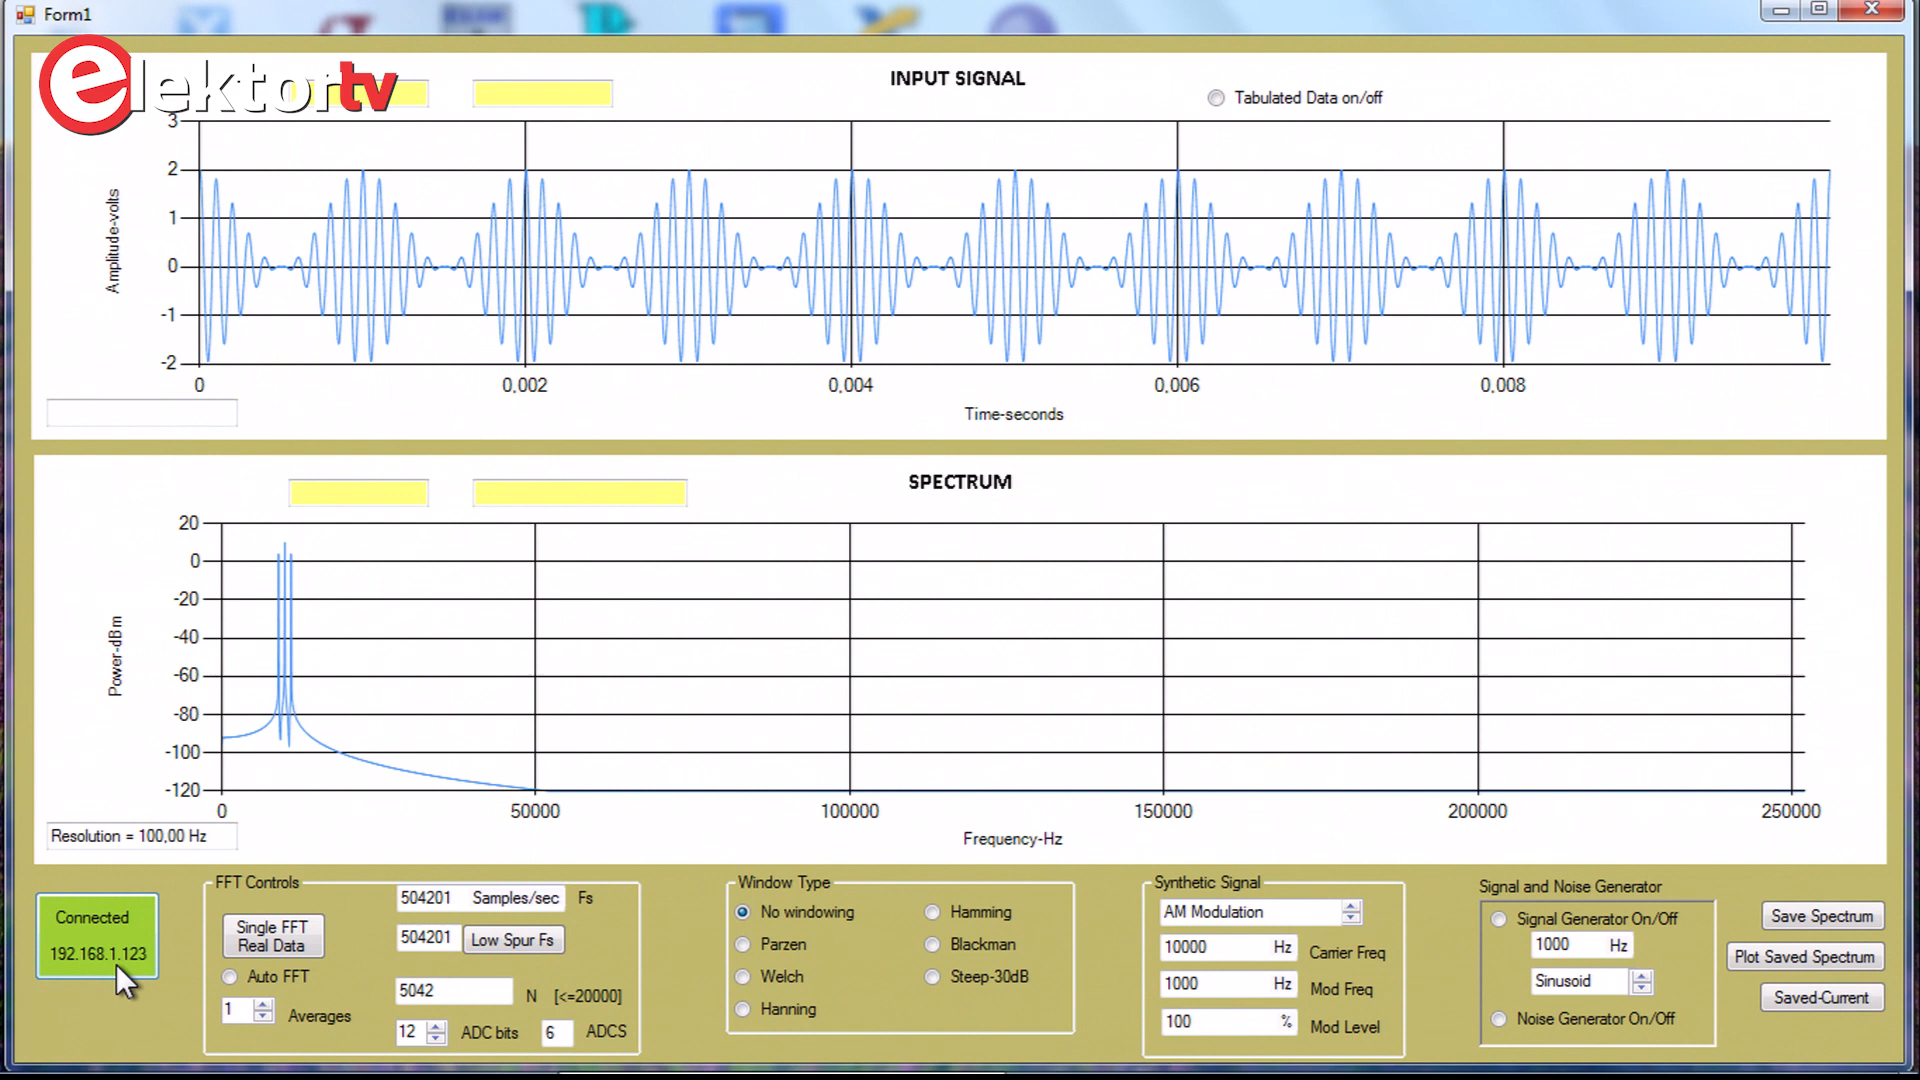 Form1
elektor tv
INPUT SIGNAL
Tabulated Data on/off
3
2
1
0
-1
-2
Amplitude-volts
0 0,002 0,004 0,006 0,008
Time-seconds
SPECTRUM
20
0
-20
-40
-60
-80
-100
-120
Power-dBm
0 50000 100000 150000 200000 250000
Resolution = 100,00 Hz
Frequency-Hz
Connected
192.168.1.123
FFT Controls
Single FFT
Real Data
Auto FFT
1 Averages
504201 Samples/sec Fs
504201 Low Spur Fs
5042 N [<=20000]
12 ADC bits 6 ADCS
Window Type
No windowing Hamming
Parzen Blackman
Welch Steep-30dB
Hanning
Synthetic Signal
AM Modulation
10000 Hz Carrier Freq
1000 Hz Mod Freq
100 % Mod Level
Signal and Noise Generator
Signal Generator On/Off
1000 Hz
Sinusoid
Noise Generator On/Off
Save Spectrum
Plot Saved Spectrum
Saved-Current